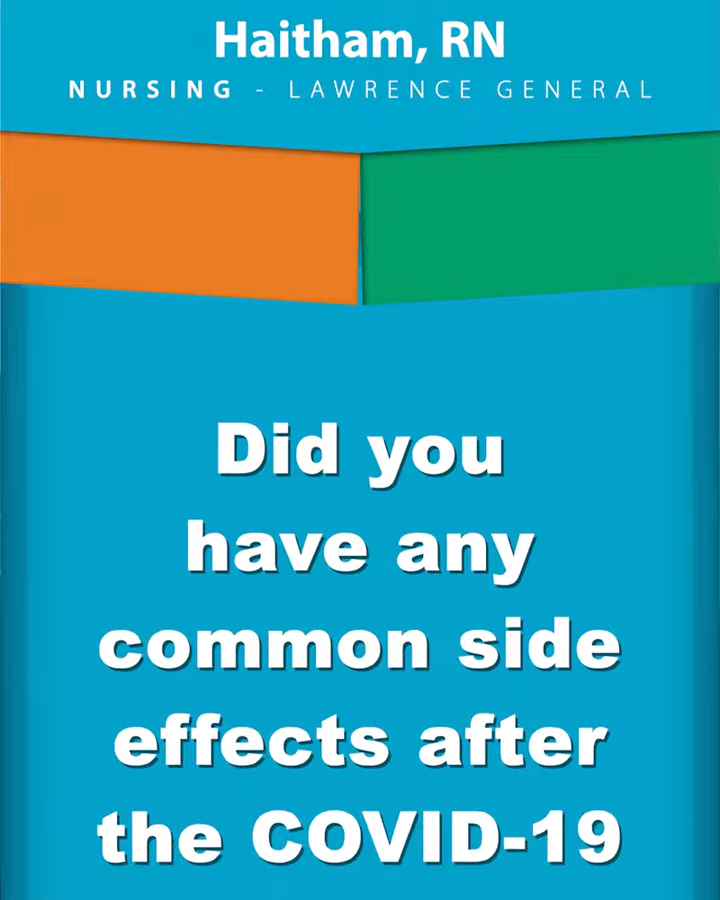 Haitham, RN
NURSING - LAWRENCE GENERAL
Did you
have any
common side
effects after
the COVID-19